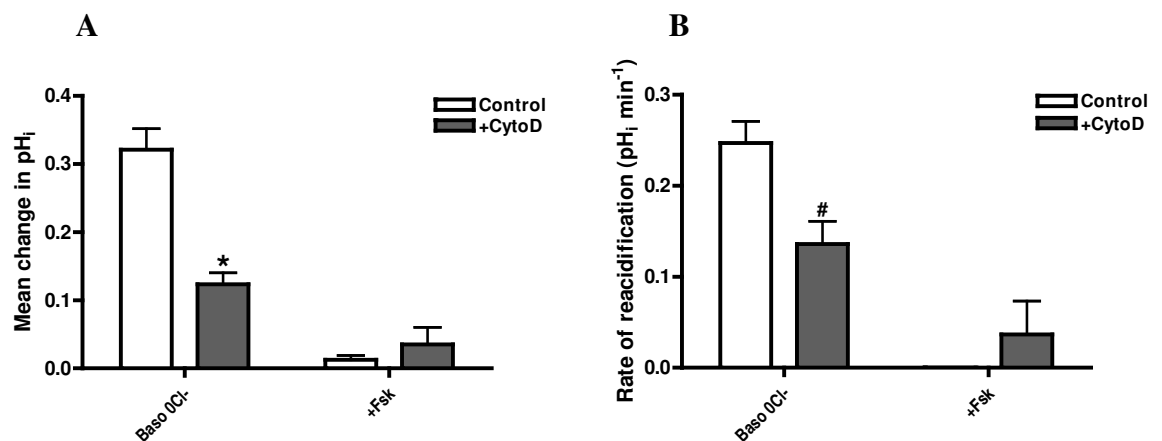 A
Mean change in pHi
0.4
0.3
0.2
0.1
0.0
Control
+CytoD
*
Baso 0Cl-
+Fsk
B
Rate of reacidification (pHi min-1)
0.3
0.2
0.1
0.0
Control
+CytoD
#
Baso 0Cl-
+Fsk